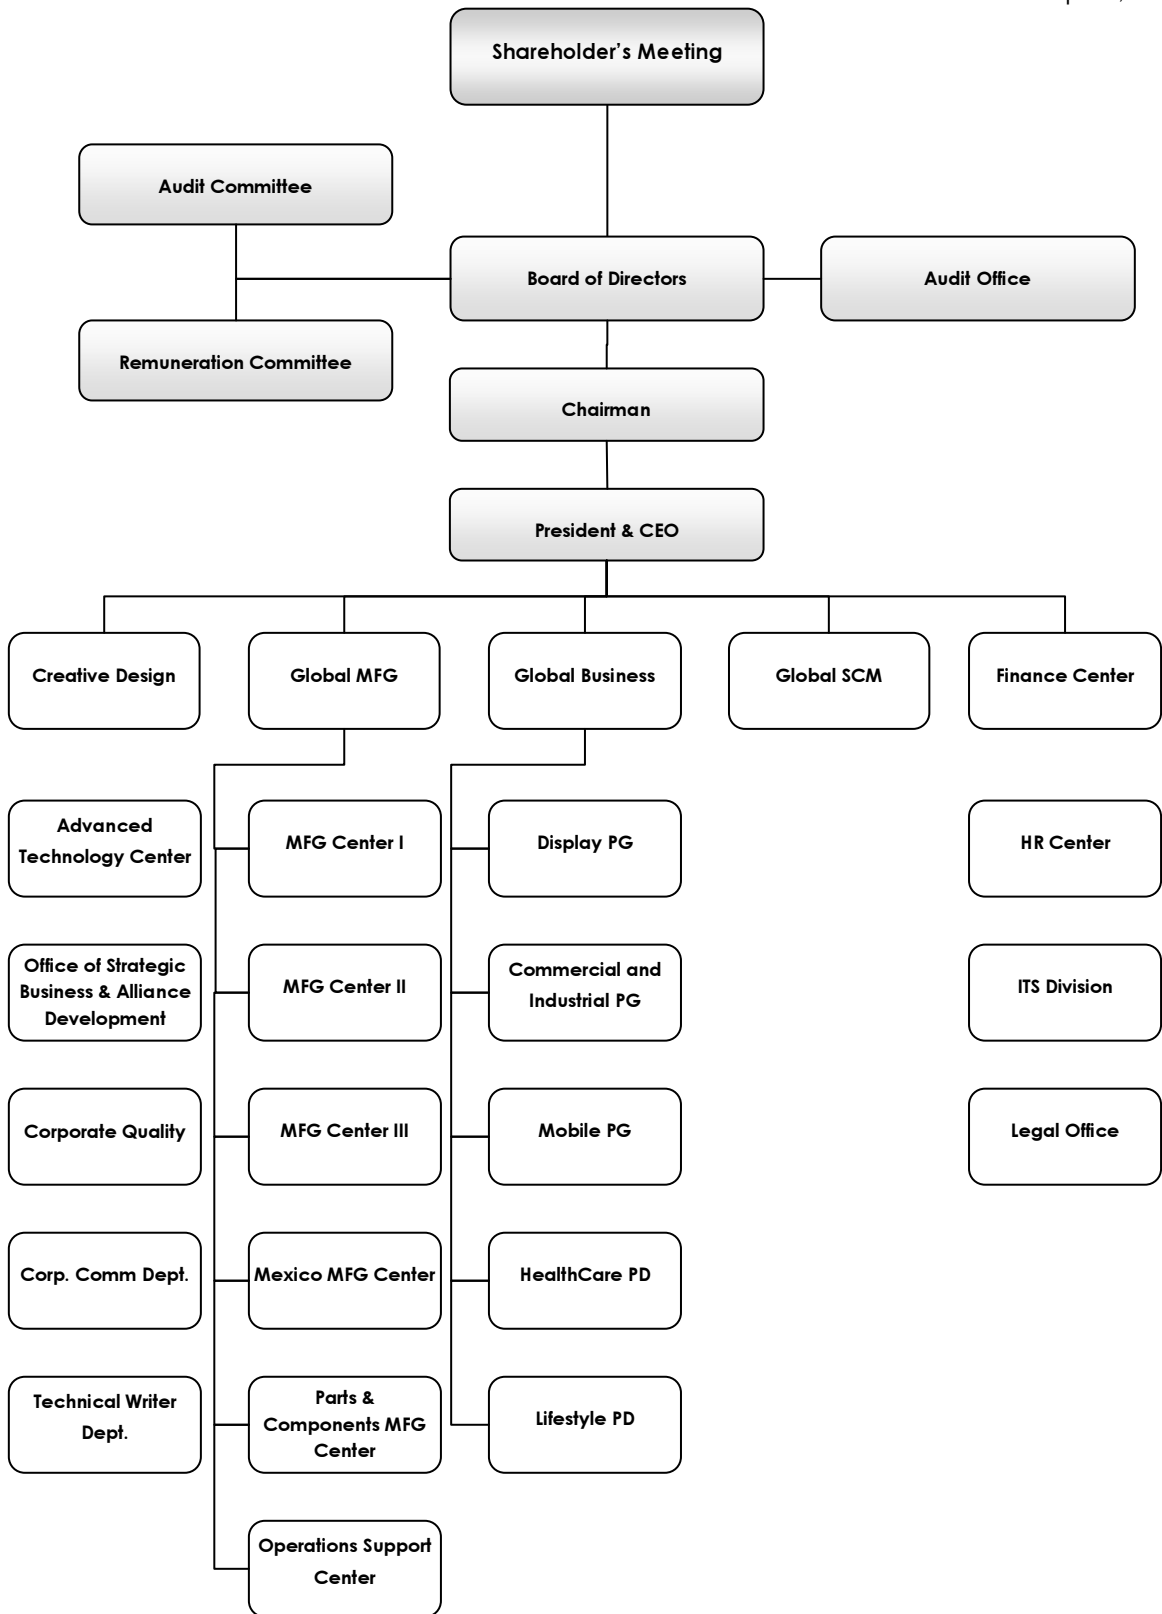 Shareholder's Meeting
Audit Committee
Board of Directors
Audit Office
Remuneration Committee
Chairman
President & CEO
Creative Design
Global MFG
Global Business
Global SCM
Finance Center
Advanced
Technology Center
MFG Center I
Display PG
HR Center
Office of Strategic
Business & Alliance
Development
MFG Center II
Commercial and
Industrial PG
ITS Division
Corporate Quality
MFG Center III
Mobile PG
Legal Office
Corp. Comm Dept.
Mexico MFG Center
HealthCare PD
Technical Writer
Dept.
Parts &
Components MFG
Center
Lifestyle PD
Operations Support
Center